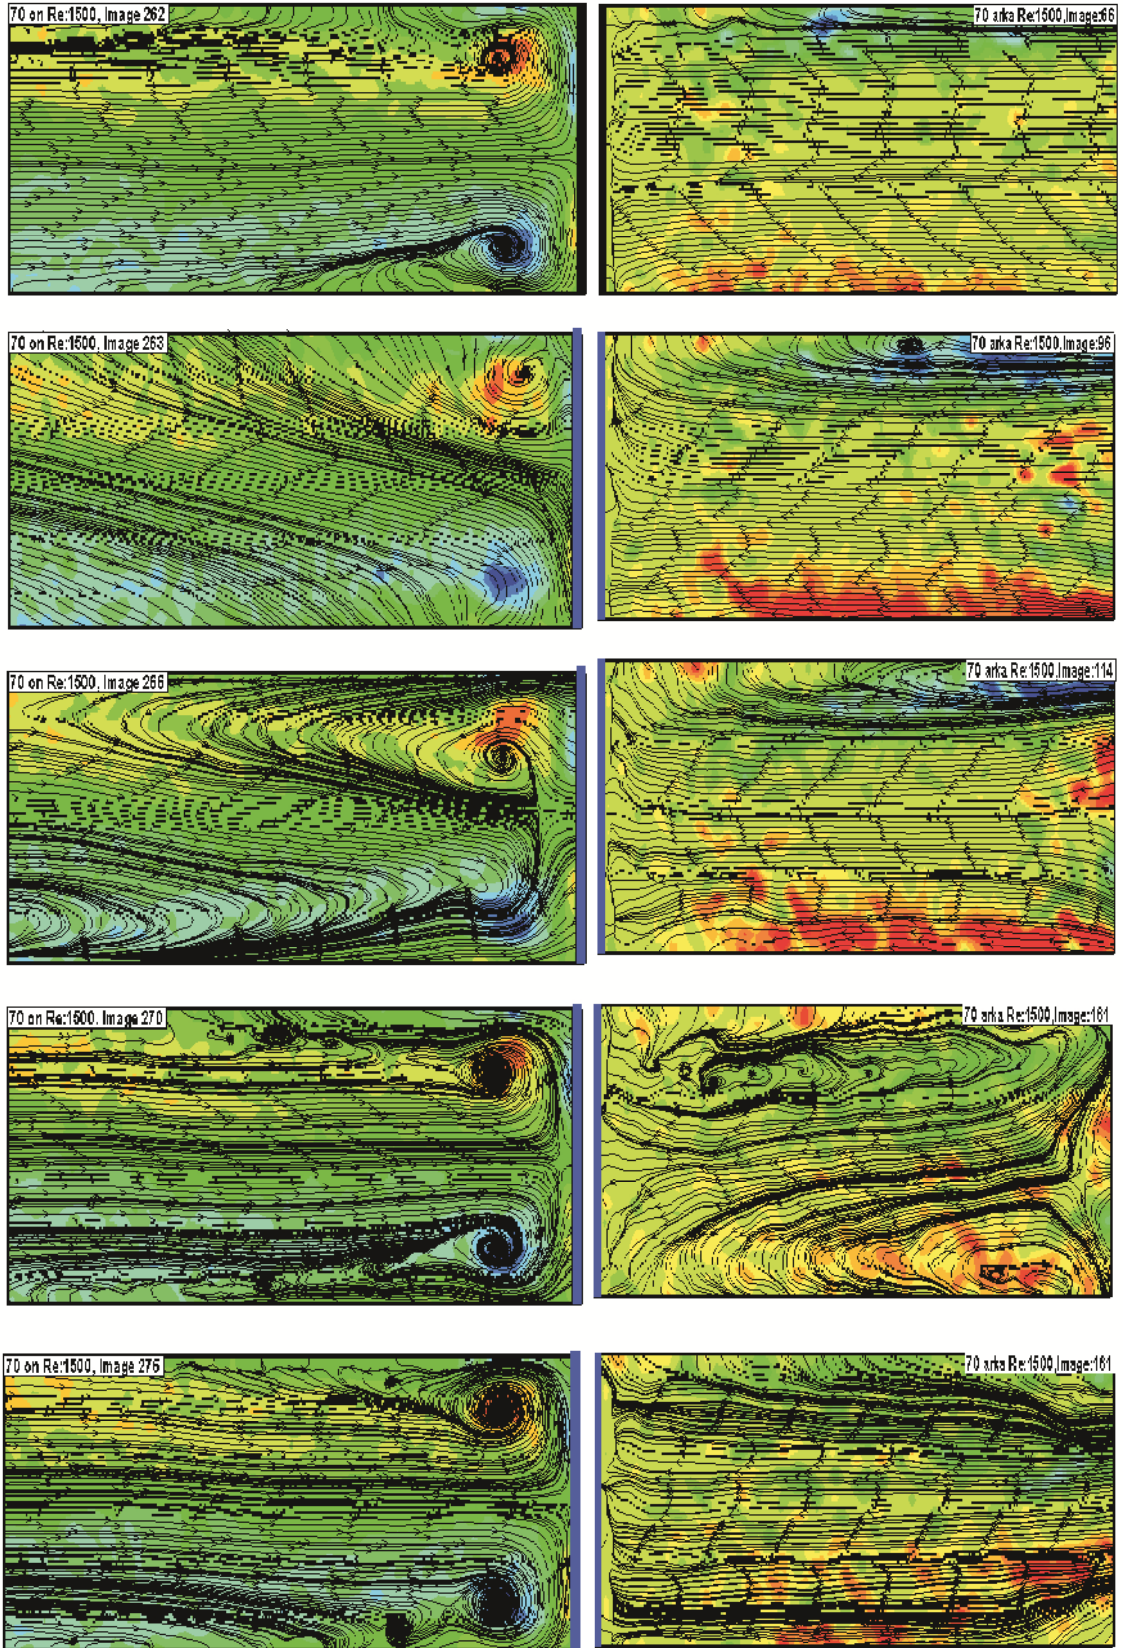 70 on Re:1500, Image 262
70 arka Re:1500,Image:66
70 on Re:1500, Image 263
70 arka Re:1500,Image:96
70 on Re:1500, Image 266
70 arka Re:1500,Image:114
70 on Re:1500, Image 270
70 arka Re:1500,Image:161
70 on Re:1500, Image 276
70 arka Re:1500,Image:161